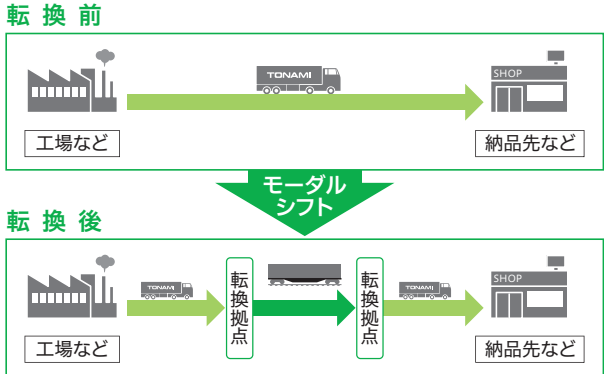 転換前
TONAMI
SHOP
工場など
納品先など
モーダル
シフト
転換後
TONAMI
転換拠点
転換拠点
TONAMI
SHOP
工場など
納品先など